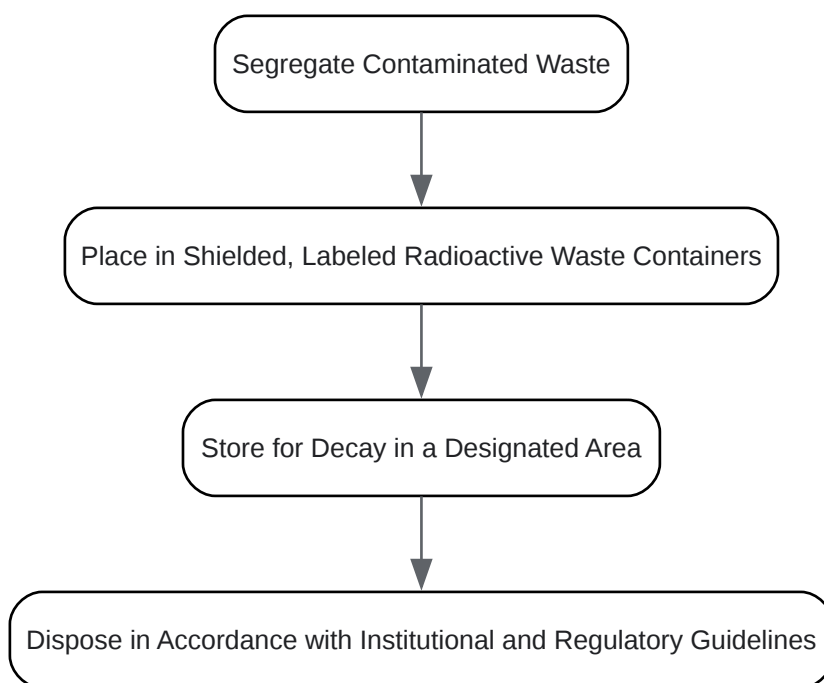 Segregate Contaminated Waste
Place in Shielded, Labeled Radioactive Waste Containers
Store for Decay in a Designated Area
Dispose in Accordance with Institutional and Regulatory Guidelines